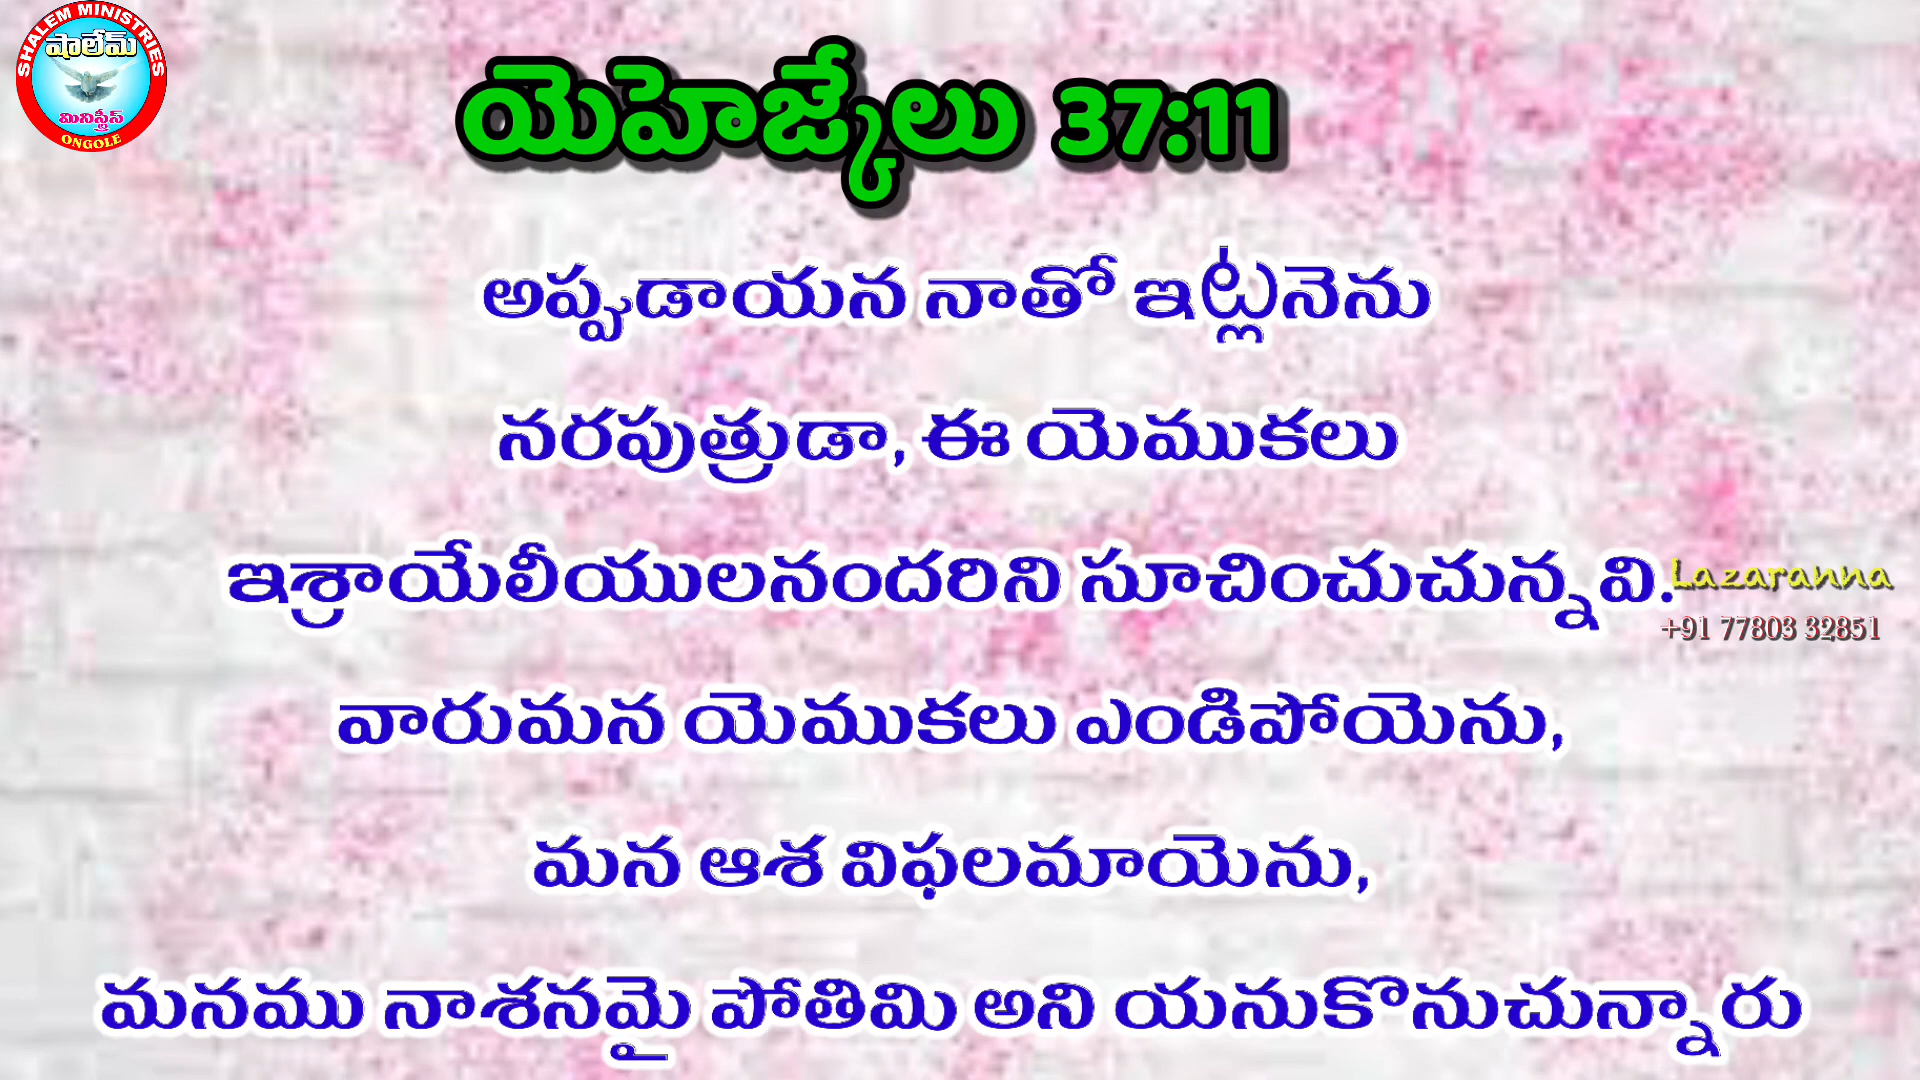 SHALEM MINISTRIES
షాలేమ్
మినిస్ట్రీస్
ONGOLE
యెహెజ్కేలు 37:11
అప్పుడాయన నాతో ఇట్లనెను
నరపుత్రుడా, ఈ యెముకలు
ఇశ్రాయేలీయులనందరిని సూచించుచున్నవి.
Lazaranna
+91 77803 32851
వారుమన యెముకలు ఎండిపోయెను,
మన ఆశ విఫలమాయెను,
మనము నాశనమై పోతిమి అని యనుకొనుచున్నారు